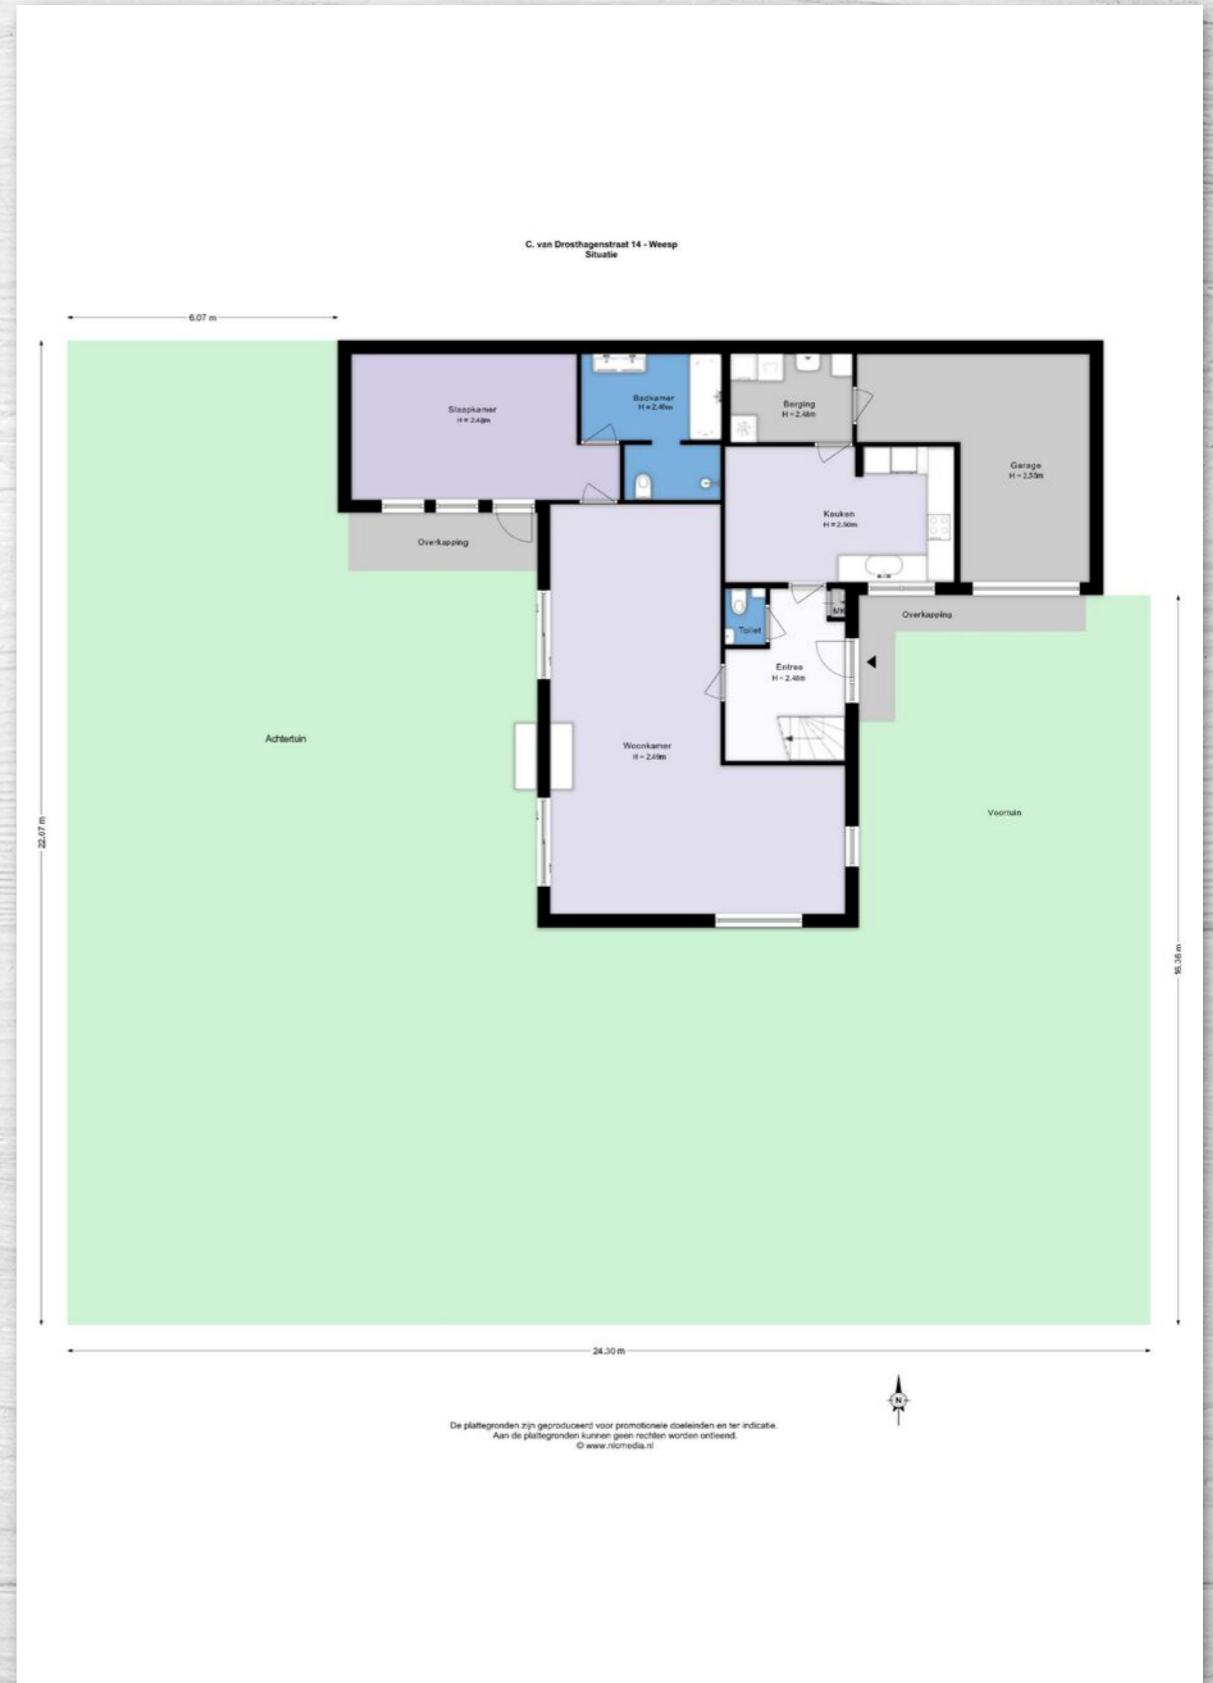 C. van Drosthagenstraat 14 - Weesp
Situatie
6.07 m
Slaapkamer
H = 2.48m
Badkamer
H = 2.46m
Berging
H = 2.48m
Garage
H = 2.55m
Keuken
H = 2.50m
Overkapping
Overkapping
MK
Toilet
Entree
H = 2.48m
Achtertuin
Woonkamer
H = 2.49m
Voortuin
22.07 m
16.36 m
24.30 m
N
De plattegronden zijn geproduceerd voor promotionele doeleinden en ter indicatie.
Aan de plattegronden kunnen geen rechten worden ontleend.
© www.nicmedia.nl